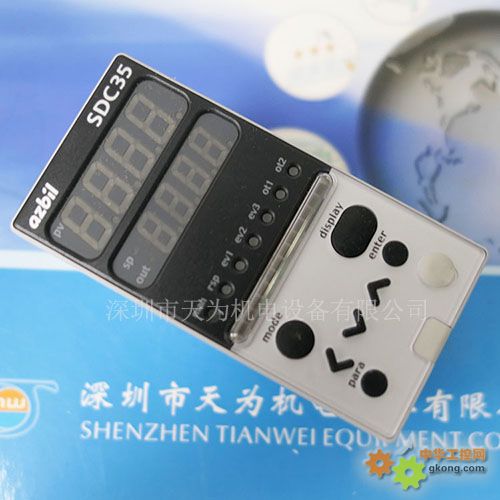 SDC35
azbil
pv
sp
out
rsp
ev1
ev2
ev3
ot1
ot2
display
enter
mode
para
深圳市天为机电设备有限公司
深圳市天为机电 有限
SHENZHEN TIANWEI EQUIPMENT CO
中华工控网
gkong.com